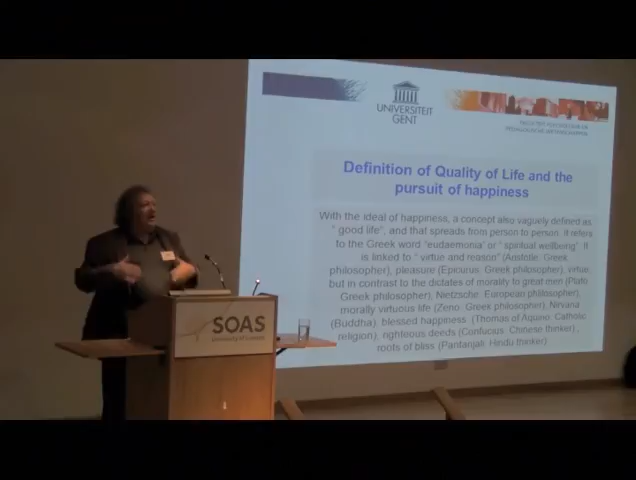 UNIVERSITEIT
GENT
Definition of Quality of Life and the
pursuit of happiness
With the ideal of happiness, a concept also vaguely defined as
" good life", and that spreads from person to person. It refers
to the Greek word "eudaemonia" or " spiritual wellbeing". It
is linked to " virtue and reason" (Aristotle: Greek
philosopher), pleasure (Epicurus: Greek philosopher), virtue
but in contrast to the dictates of morality to great men (Plato
Greek philosopher), Nietzsche: European philosopher),
morally virtuous life (Zeno: Greek philosopher), Nirvana
(Buddha), blessed happiness (Thomas of Aquino: Catholic
religion), righteous deeds (Confucius: Chinese thinker),
roots of bliss (Pantanjali: Hindu thinker)
SOAS
University of London